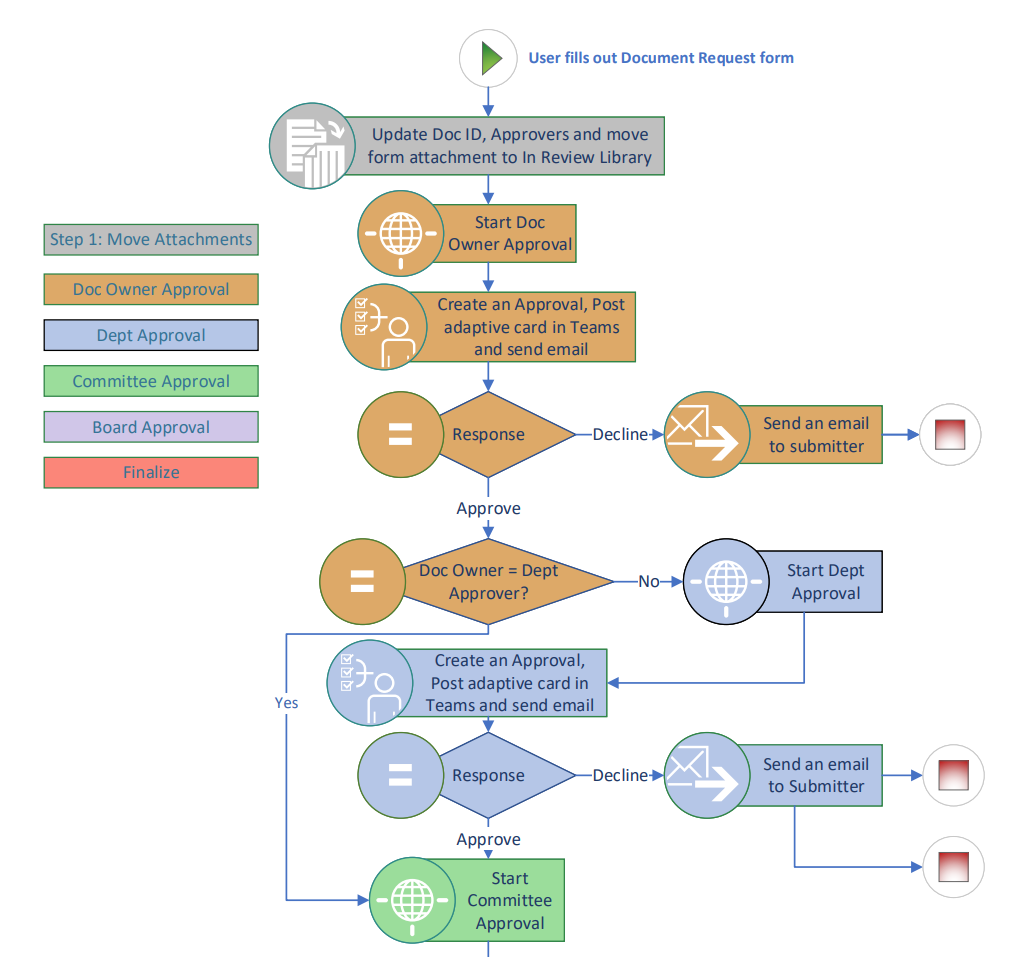 User fills out Document Request form
Update Doc ID, Approvers and move
form attachment to In Review Library
Start Doc
Owner Approval
Step 1: Move Attachments
Doc Owner Approval
Dept Approval
Committee Approval
Board Approval
Finalize
Create an Approval, Post
adaptive card in Teams
and send email
Response
Decline
Send an email
to submitter
Approve
Doc Owner = Dept
Approver?
No
Start Dept
Approval
Yes
Create an Approval,
Post adaptive card in
Teams and send email
Response
Decline
Send an email
to Submitter
Approve
Start
Committee
Approval